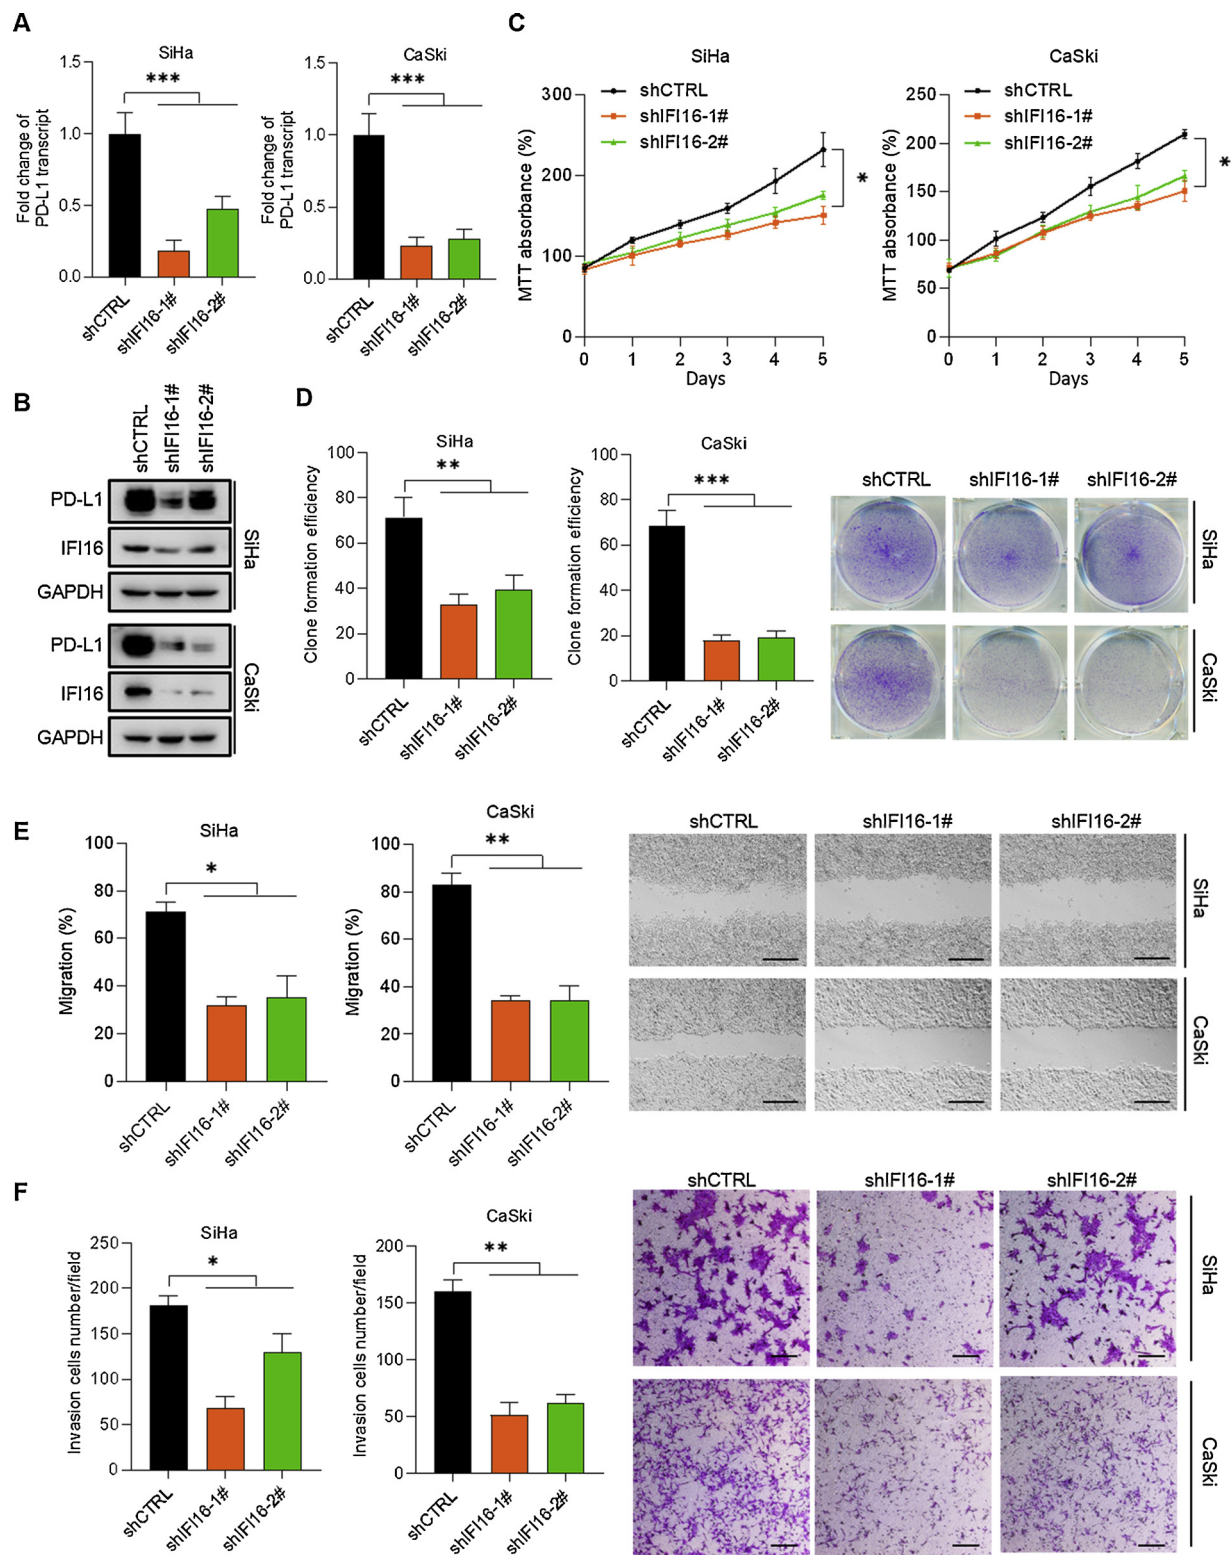 A
SiHa
CaSki
Fold change of
PD-L1 transcript
1.5
1.0
0.5
0.0
***
shCTRL
shIFI16-1#
shIFI16-2#
Fold change of
PD-L1 transcript
1.5
1.0
0.5
0.0
***
shCTRL
shIFI16-1#
shIFI16-2#
C
SiHa
MTT absorbance (%)
300
200
100
0
shCTRL
shIFI16-1#
shIFI16-2#
*
0 1 2 3 4 5
Days
CaSki
MTT absorbance (%)
250
200
150
100
50
0
shCTRL
shIFI16-1#
shIFI16-2#
*
0 1 2 3 4 5
Days
B
shCTRL
shIFI16-1#
shIFI16-2#
PD-L1
IFI16
GAPDH
SiHa
PD-L1
IFI16
GAPDH
CaSki
D
SiHa
Clone formation efficiency
100
80
60
40
20
0
**
shCTRL
shIFI16-1#
shIFI16-2#
CaSki
Clone formation efficiency
100
80
60
40
20
0
***
shCTRL
shIFI16-1#
shIFI16-2#
shCTRL shIFI16-1# shIFI16-2#
SiHa
CaSki
E
SiHa
Migration (%)
100
80
60
40
20
0
*
shCTRL
shIFI16-1#
shIFI16-2#
CaSki
Migration (%)
100
80
60
40
20
0
**
shCTRL
shIFI16-1#
shIFI16-2#
shCTRL shIFI16-1# shIFI16-2#
SiHa
CaSki
F
SiHa
Invasion cells number/field
250
200
150
100
50
0
*
shCTRL
shIFI16-1#
shIFI16-2#
CaSki
Invasion cells number/field
200
150
100
50
0
**
shCTRL
shIFI16-1#
shIFI16-2#
shCTRL shIFI16-1# shIFI16-2#
SiHa
CaSki